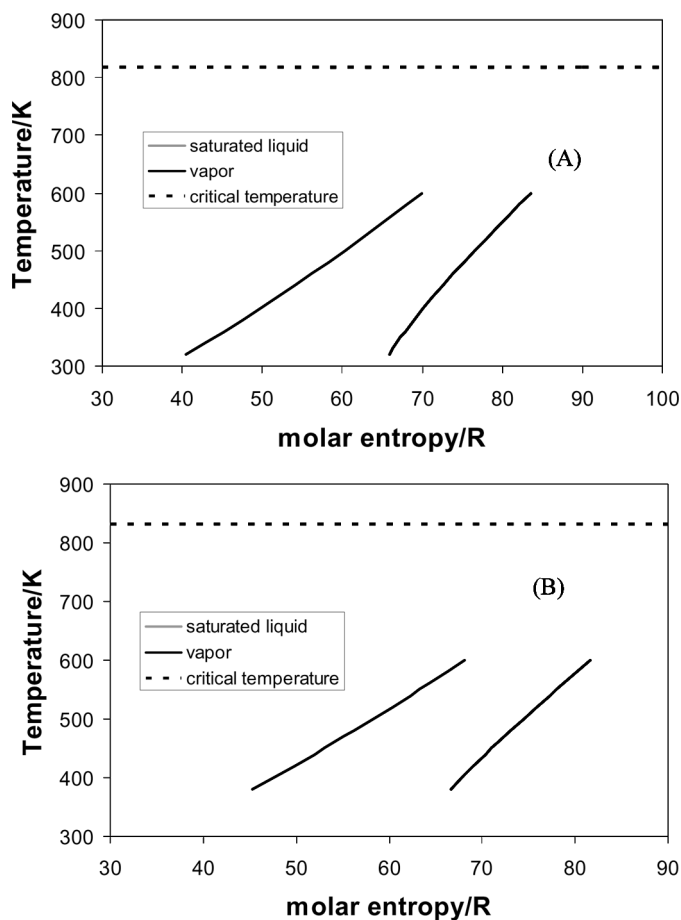 900
800
700
600
500
400
300
Temperature/K
saturated liquid
vapor
critical temperature
(A)
30 40 50 60 70 80 90 100
molar entropy/R
900
800
700
600
500
400
300
Temperature/K
saturated liquid
vapor
critical temperature
(B)
30 40 50 60 70 80 90
molar entropy/R